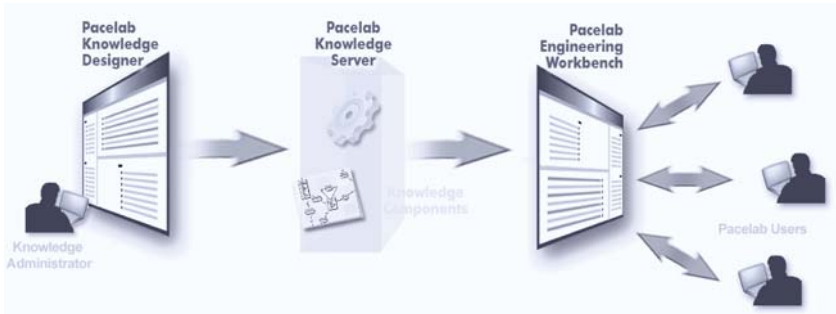 Pacelab
Knowledge
Designer
Pacelab
Knowledge
Server
Pacelab
Engineering
Workbench
Knowledge
Components
Knowledge
Administrator
Pacelab Users